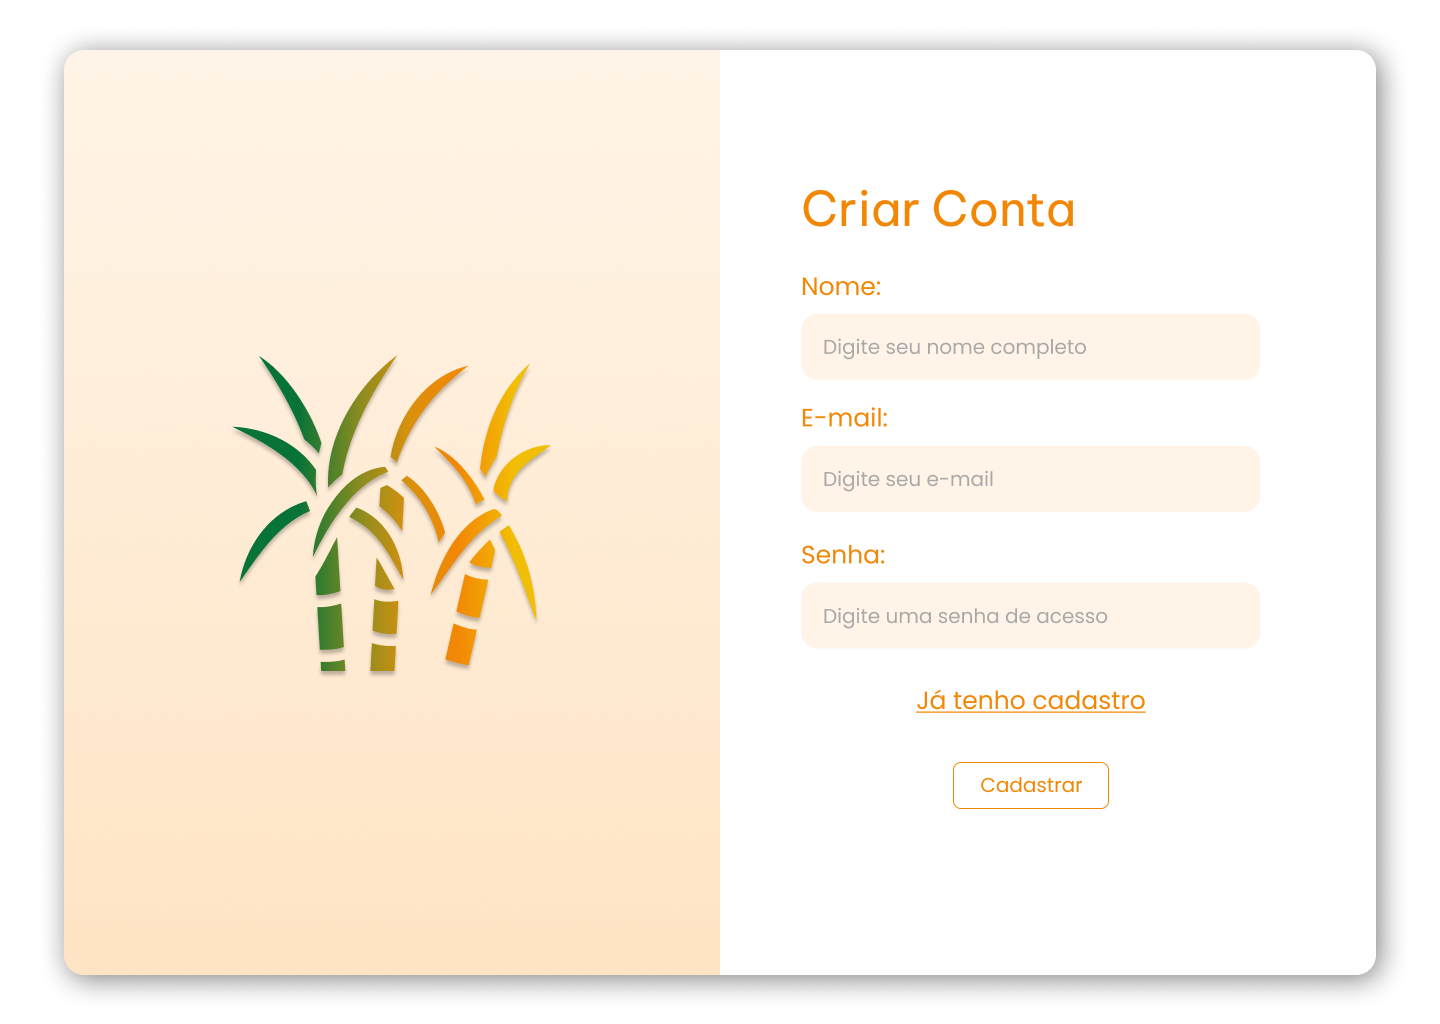 Criar Conta
Nome:
Digite seu nome completo
E-mail:
Digite seu e-mail
Senha:
Digite uma senha de acesso
Já tenho cadastro
Cadastrar